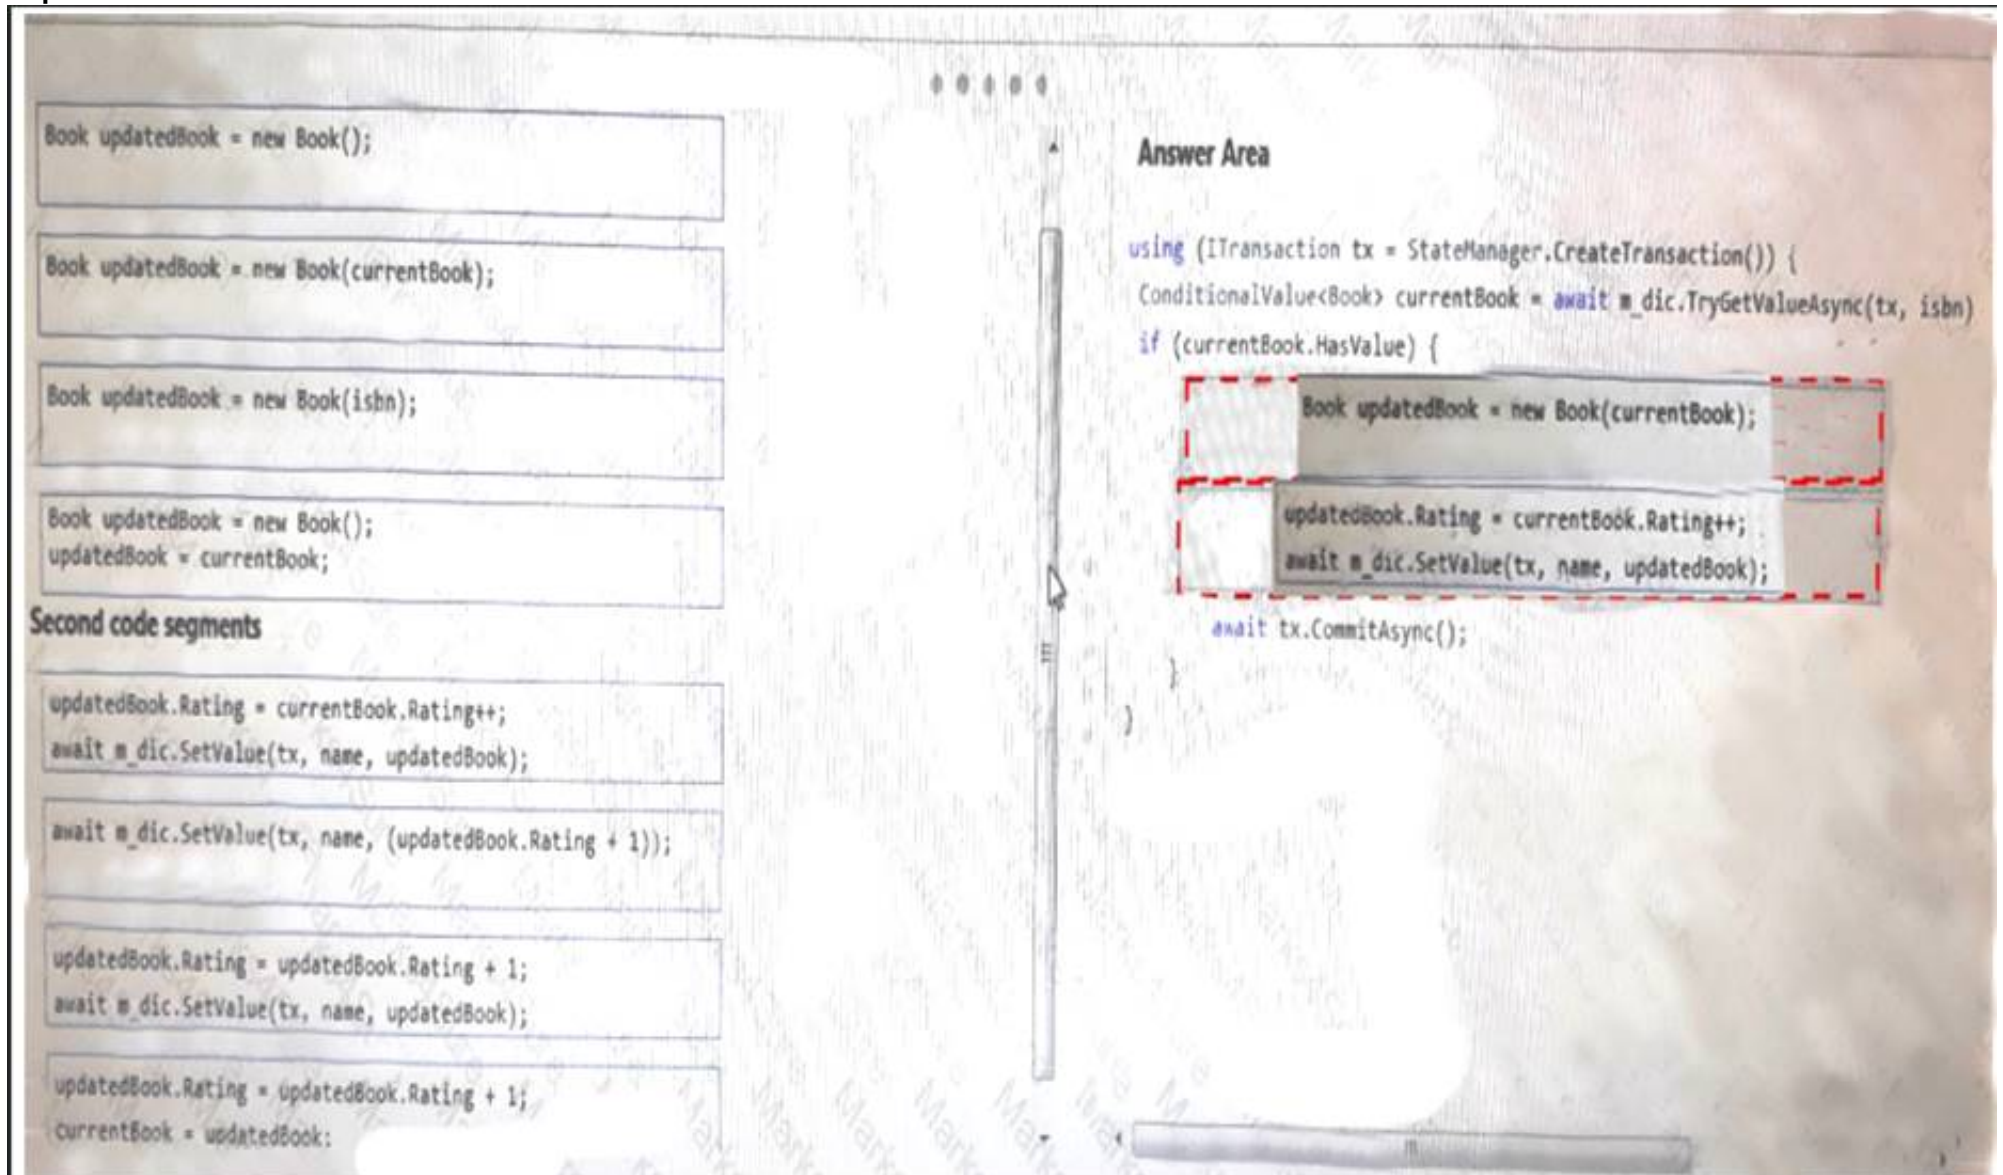 Book updatedBook = new Book();
Book updatedBook = new Book(currentBook);
Book updatedBook = new Book(isbn);
Book updatedBook = new Book();
updatedBook = currentBook;
Second code segments
updatedBook.Rating = currentBook.Rating++;
await m_dic.SetValue(tx, name, updatedBook);
await m_dic.SetValue(tx, name, (updatedBook.Rating + 1));
updatedBook.Rating = updatedBook.Rating + 1;
await m_dic.SetValue(tx, name, updatedBook);
updatedBook.Rating = updatedBook.Rating + 1;
currentBook = updatedBook;
Answer Area
using (ITransaction tx = StateManager.CreateTransaction()) {
ConditionalValue<Book> currentBook = await m_dic.TryGetValueAsync(tx, isbn)
if (currentBook.HasValue) {
Book updatedBook = new Book(currentBook);
updatedBook.Rating = currentBook.Rating++;
await m_dic.SetValue(tx, name, updatedBook);
await tx.CommitAsync();
}
}